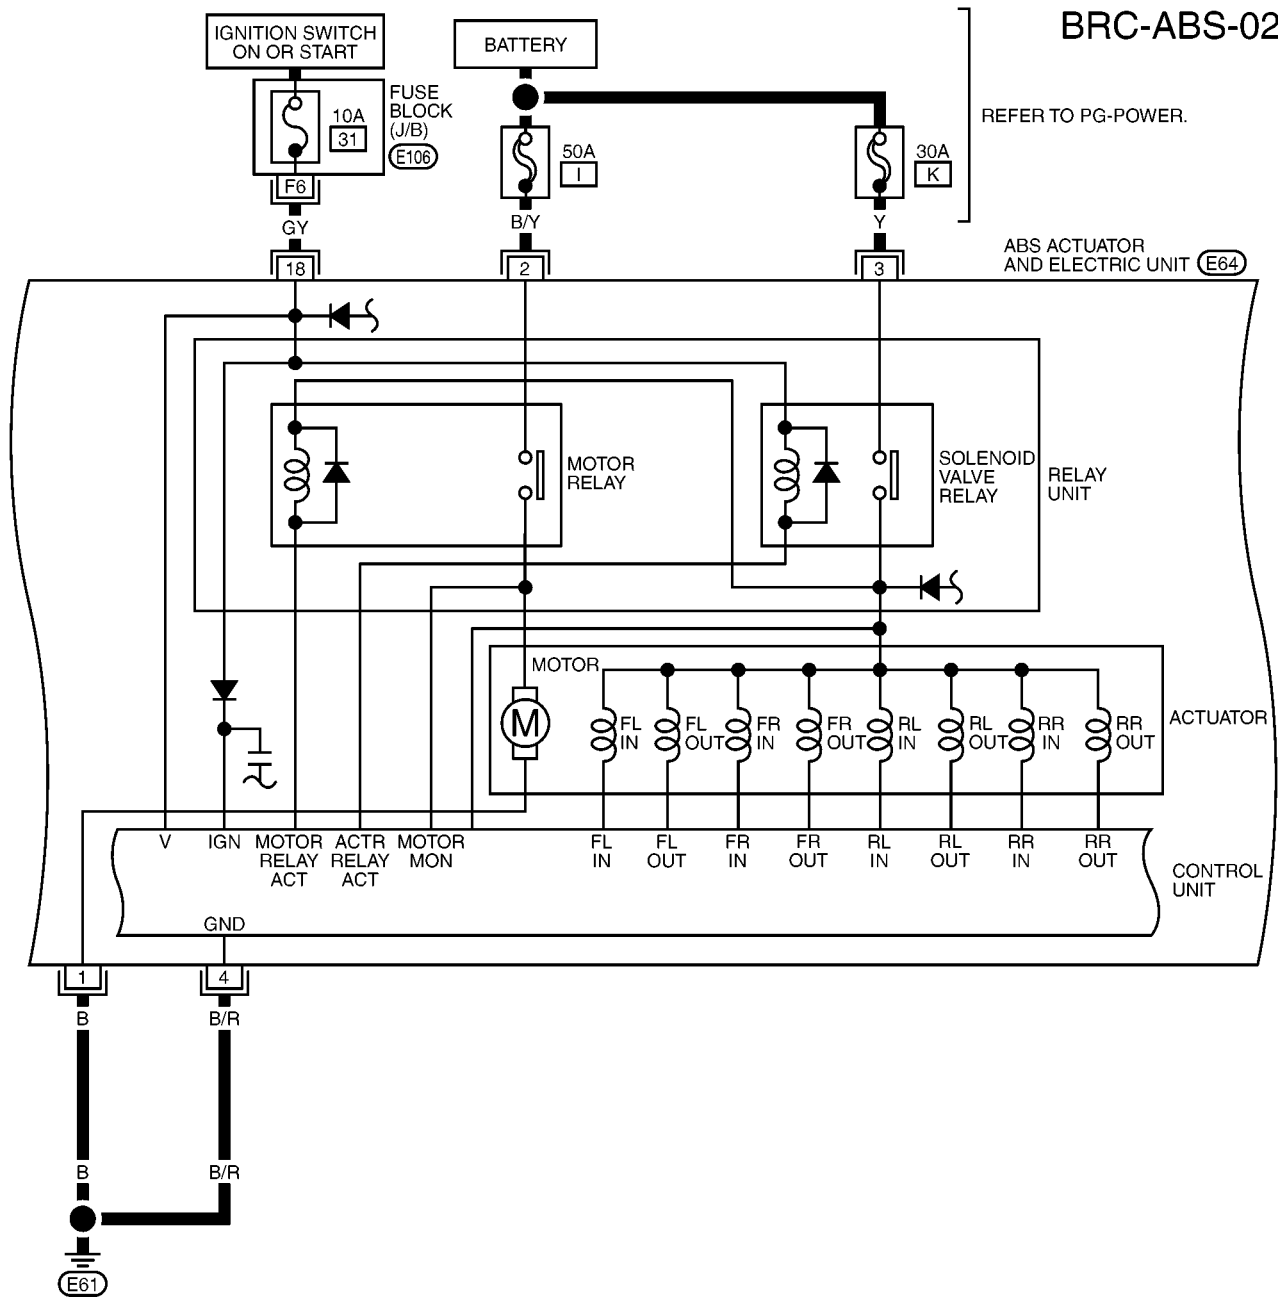 BRC-ABS-02
IGNITION SWITCH
ON OR START
BATTERY
REFER TO PG-POWER.
10A
31
FUSE
BLOCK
(J/B)
E106
50A
I
30A
K
F6
GY
B/Y
Y
ABS ACTUATOR
AND ELECTRIC UNIT E64
18
2
3
MOTOR
RELAY
SOLENOID
VALVE
RELAY
RELAY
UNIT
MOTOR
M
FL
IN
FL
OUT
FR
IN
FR
OUT
RL
IN
RL
OUT
RR
IN
RR
OUT
ACTUATOR
V
IGN
MOTOR
RELAY
ACT
ACTR
RELAY
ACT
MOTOR
MON
FL
IN
FL
OUT
FR
IN
FR
OUT
RL
IN
RL
OUT
RR
IN
RR
OUT
CONTROL
UNIT
GND
1
4
B
B/R
B
B/R
E61